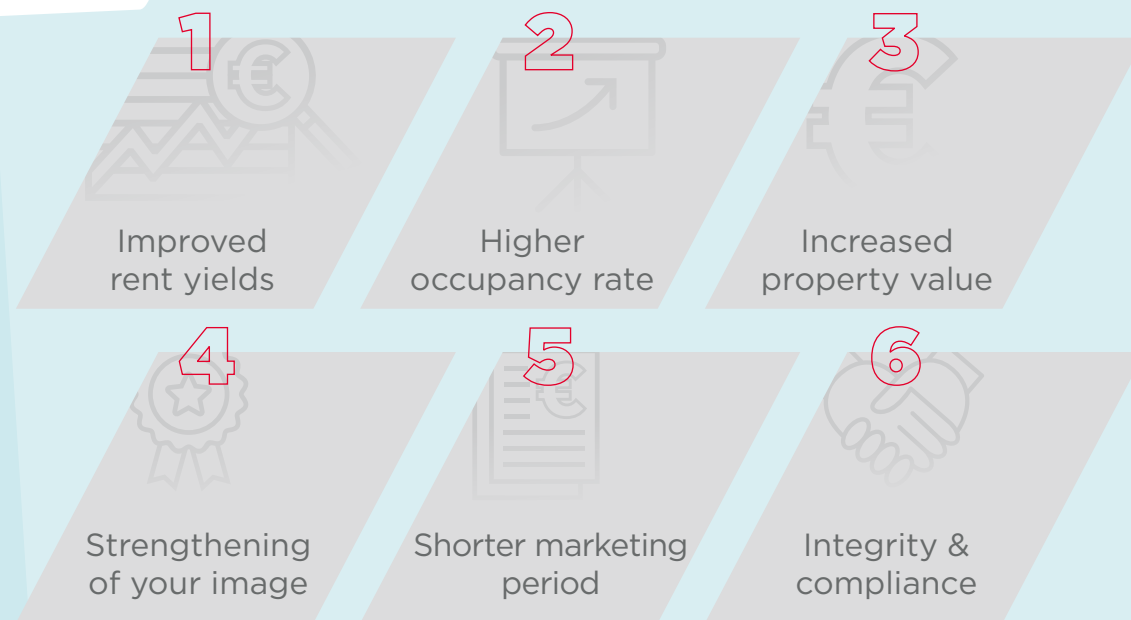 1
Improved
rent yields
2
Higher
occupancy rate
3
Increased
property value
4
Strengthening
of your image
5
Shorter marketing
period
6
Integrity &
compliance